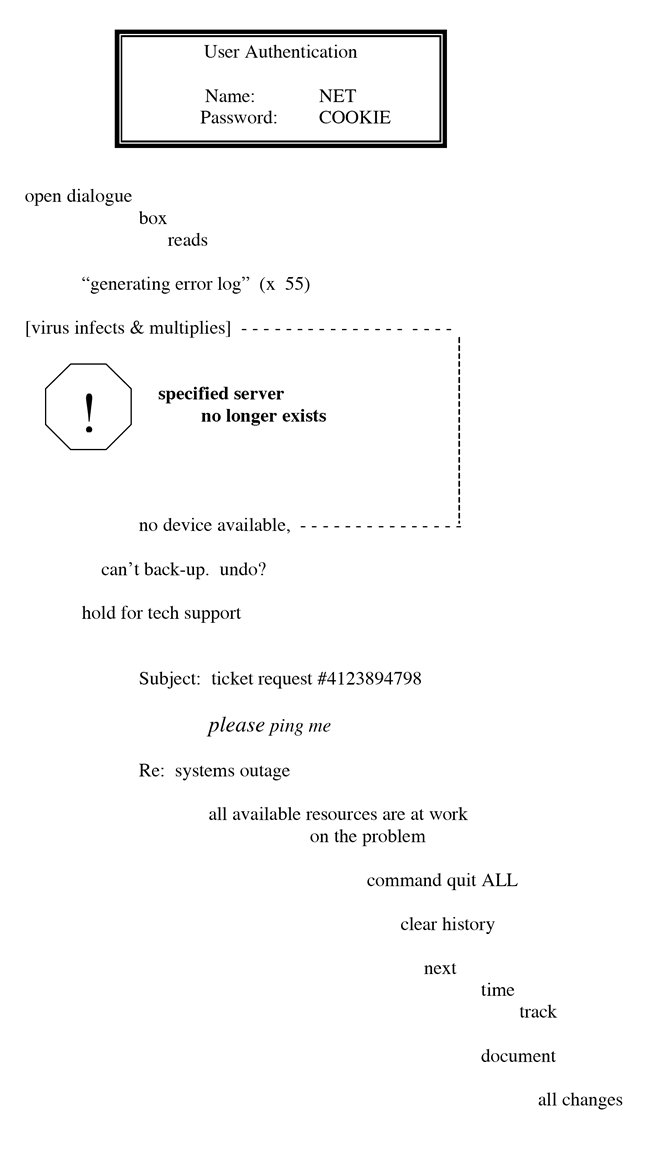 User Authentication
Name: NET
Password: COOKIE
open dialogue
box
reads
“generating error log” (x 55)
[virus infects & multiplies] - - - - - - - - - - - - - - - - - - -
!
specified server
no longer exists
no device available, - - - - - - - - - - - - - - -
can’t back-up. undo?
hold for tech support
Subject: ticket request #4123894798
please ping me
Re: systems outage
all available resources are at work
on the problem
command quit ALL
clear history
next
time
track
document
all changes